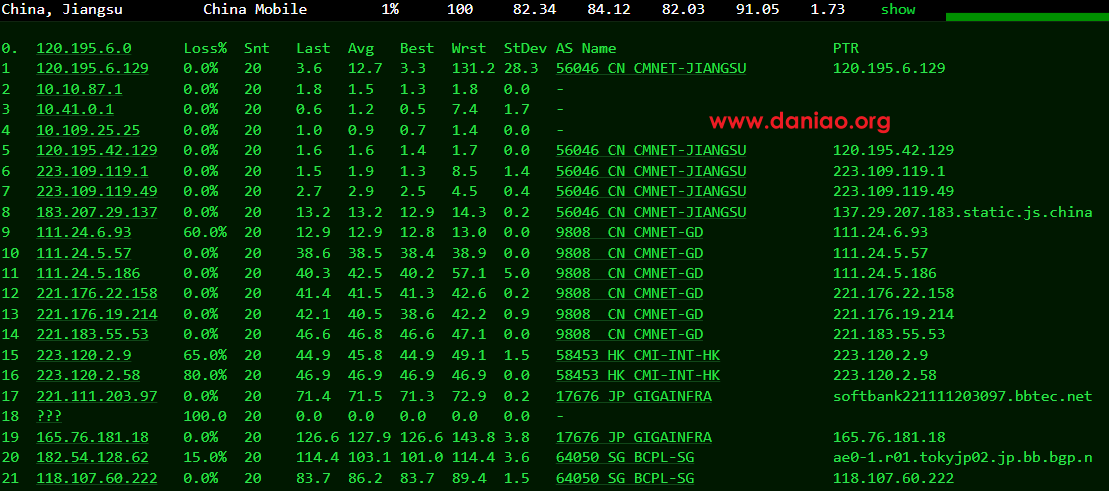 China, Jiangsu China Mobile 1% 100 82.34 84.12 82.03 91.05 1.73 show
0. 120.195.6.0 Loss% Snt Last Avg Best Wrst StDev AS Name PTR
1 120.195.6.129 0.0% 20 3.6 12.7 3.3 131.2 28.3 56046 CN CMNET-JIANGSU 120.195.6.129
2 10.10.87.1 0.0% 20 1.8 1.5 1.3 1.8 0.0 -
3 10.41.0.1 0.0% 20 0.6 1.2 0.5 7.4 1.7 -
4 10.109.25.25 0.0% 20 1.0 0.9 0.7 1.4 0.0 -
www.daniao.org
5 120.195.42.129 0.0% 20 1.6 1.6 1.4 1.7 0.0 56046 CN CMNET-JIANGSU 120.195.42.129
6 223.109.119.1 0.0% 20 1.5 1.9 1.3 8.5 1.4 56046 CN CMNET-JIANGSU 223.109.119.1
7 223.109.119.49 0.0% 20 2.7 2.9 2.5 4.5 0.4 56046 CN CMNET-JIANGSU 223.109.119.49
8 183.207.29.137 0.0% 20 13.2 13.2 12.9 14.3 0.2 56046 CN CMNET-JIANGSU 137.29.207.183.static.js.china
9 111.24.6.93 60.0% 20 12.9 12.9 12.8 13.0 0.0 9808 CN CMNET-GD 111.24.6.93
10 111.24.5.57 0.0% 20 38.6 38.5 38.4 38.9 0.0 9808 CN CMNET-GD 111.24.5.57
11 111.24.5.186 0.0% 20 40.3 42.5 40.2 57.1 5.0 9808 CN CMNET-GD 111.24.5.186
12 221.176.22.158 0.0% 20 41.4 41.5 41.3 42.6 0.2 9808 CN CMNET-GD 221.176.22.158
13 221.176.19.214 0.0% 20 42.1 40.5 38.6 42.2 0.9 9808 CN CMNET-GD 221.176.19.214
14 221.183.55.53 0.0% 20 46.6 46.8 46.6 47.1 0.0 9808 CN CMNET-GD 221.183.55.53
15 223.120.2.9 65.0% 20 44.9 45.8 44.9 49.1 1.5 58453 HK CMI-INT-HK 223.120.2.9
16 223.120.2.58 80.0% 20 46.9 46.9 46.9 46.9 0.0 58453 HK CMI-INT-HK 223.120.2.58
17 221.111.203.97 0.0% 20 71.4 71.5 71.3 72.9 0.2 17676 JP GIGAINFRA softbank221111203097.bbtec.net
18 ??? 100.0 20 0.0 0.0 0.0 0.0 0.0 -
19 165.76.181.18 0.0% 20 126.6 127.9 126.6 143.8 3.8 17676 JP GIGAINFRA 165.76.181.18
20 182.54.128.62 15.0% 20 114.4 103.1 101.0 114.4 3.6 64050 SG BCPL-SG ae0-1.r01.tokyjp02.jp.bb.bgp.n
21 118.107.60.222 0.0% 20 83.7 86.2 83.7 89.4 1.5 64050 SG BCPL-SG 118.107.60.222